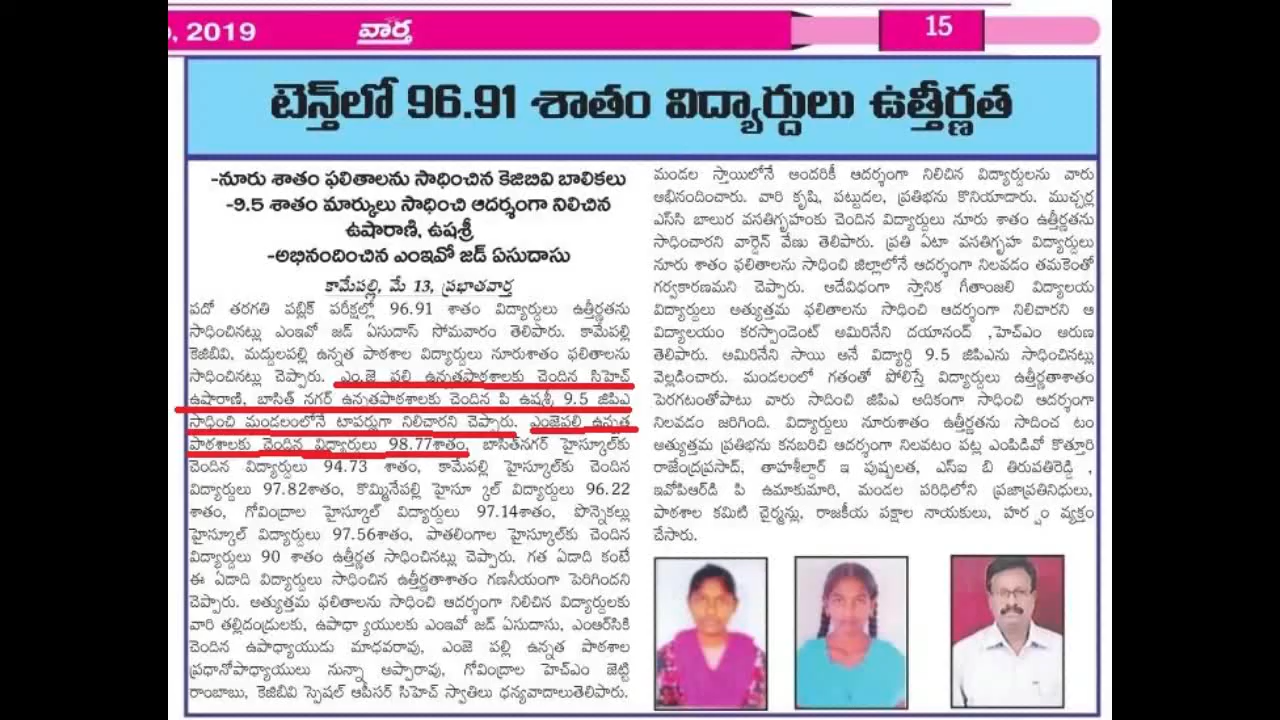 , 2019
వార్త
15
టెన్త్‌లో 96.91 శాతం విద్యార్దులు ఉత్తీర్ణత
-నూరు శాతం ఫలితాలను సాధించిన కెజిబివి బాలికలు
-9.5 శాతం మార్కులు సాధించి ఆదర్శంగా నిలిచిన
ఉషారాణి, ఉషశ్రీ
-అభినందించిన ఎంఇవో జడ్ ఏసుదాసు
కామేపల్లి, మే 13, ప్రభాతవార్త
పదో తరగతి పబ్లిక్ పరీక్షల్లో 96.91 శాతం విద్యార్దులు ఉత్తీర్ణతను
సాధించినట్లు ఎంఇవో జడ్ ఏసుదాస్ సోమవారం తెలిపారు. కామేపల్లి
కెజిబివి, మద్దులపల్లి ఉన్నత పాఠశాల విద్యార్దులు నూరుశాతం ఫలితాలను
సాధించినట్లు చెప్పారు. ఎం.జె పల్లి ఉన్నతపాఠశాలకు చెందిన సిహెచ్
ఉషారాణి, బాసిత్ నగర్ ఉన్నతపాఠశాలకు చెందిన పి ఉషశ్రీ, 9.5 జిపిఎ
సాధించి మండలంలోనే టాపర్లుగా నిలిచారని చెప్పారు. ఎంజెపల్లి ఉన్నత
పాఠశాలకు చెందిన విద్యార్దులు 98.77శాతం, బాసిత్‌నగర్ హైస్కూల్‌కు
చెందిన విద్యార్దులు 94.73 శాతం, కామేపల్లి హైస్కూల్‌కు చెందిన
విద్యార్దులు 97.82శాతం, కొమ్మినేపల్లి హైస్కూ ల్ విద్యార్దులు 96.22
శాతం, గోవింద్రాల హైస్కూల్ విద్యార్దులు 97.14శాతం, పొన్నెకల్లు
హైస్కూల్ విద్యార్దులు 97.56శాతం, పాతలింగాల హైస్కూల్‌కు చెందిన
విద్యార్దులు 90 శాతం ఉత్తీర్ణత సాధించినట్లు చెప్పారు. గత ఏడాది కంటే
ఈ ఏడాది విద్యార్దులు సాధించిన ఉత్తీర్ణతాశాతం గణనీయంగా పెరిగిందని
చెప్పారు. అత్యుత్తమ ఫలితాలను సాధించి ఆదర్శంగా నిలిచిన విద్యార్దులకు
వారి తల్లిదండ్రులకు, ఉపాధ్యాయులకు ఎంఇవో జడ్ ఏసుదాసు, ఎంఆర్‌సికి
చెందిన ఉపాధ్యాయుడు మాధవరావు, ఎంజె పల్లి ఉన్నత పాఠశాల
ప్రధానోపాధ్యాయులు నున్నా అప్పారావు, గోవింద్రాల హెచ్ఎం జెట్టి
రాంబాబు, కెజిబివి స్పెషల్ ఆపీసర్ సిహెచ్ స్వాతిలు ధన్యవాదాలుతెలిపారు.
మండల స్తాయిలోనే అందరికీ ఆదర్శంగా నిలిచిన విద్యార్దులను వారు
అభినందించారు. వారి కృషి, పట్టుదల, ప్రతిభను కొనియాదారు. ముచ్చర్ల
ఎస్‌సి బాలుర వసతిగృహంకు చెందిన విద్యార్దులు నూరు శాతం ఉత్తీర్ణతను
సాధించారని వార్డెన్ వేణు తెలిపారు. ప్రతి ఏటా వసతిగృహ విద్యార్దులు
నూరు శాతం ఫలితాలను సాధించి జిల్లాలోనే ఆదర్శంగా నిలవడం తమకెంతో
గర్వకారణమని చెప్పారు. అదేవిధంగా స్తానిక గీతాంజలి విద్యాలయ
విద్యార్దులు అత్యుత్తమ ఫలితాలను సాధించి ఆదర్శంగా నిలిచారని ఆ
విద్యాలయం కరస్పొండెంట్ అమిరినేని దయానంద్ ,హెచ్ఎం అరుణ
తెలిపారు. అమిరినేని సాయి అనే విద్యార్ది 9.5 జిపిఎను సాధించినట్లు
వెల్లడించారు. మండలంలో గతంతో పోలిస్తే విద్యార్దులు ఉత్తీర్ణతాశాతం
పెరగటంతోపాటు వారు సాదించి జిపిఎ అదికంగా సాధించి ఆదర్శంగా
నిలవడం జరిగింది. విద్యార్దులు నూరుశాతం ఉత్తీర్ణతను సాదించ టం
అత్యుత్తమ ప్రతిభను కనబరిచి ఆదర్శంగా నిలవటం పట్ల ఎంపిడివో కొత్తూరి
రాజేంద్రప్రసాద్, తాహశీల్దార్ ఇ పుష్పలత, ఎస్ఐ బి తిరుపతిరెడ్డి ,
ఇవోపిఆర్‌డి పి ఉమాకుమారి, మండల పరిధిలోని ప్రజాప్రతినిధులు,
పాఠశాల కమిటి చైర్మన్లు, రాజకీయ పక్షాల నాయకులు, హర్షం వ్యక్తం
చేసారు.